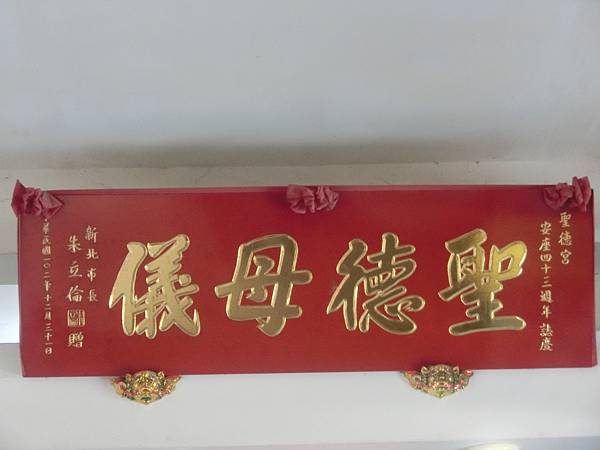 聖德宮
安座四十三週年誌慶
聖德母儀
新北市長
朱立倫 贈
中華民國一〇二年十二月三十一日